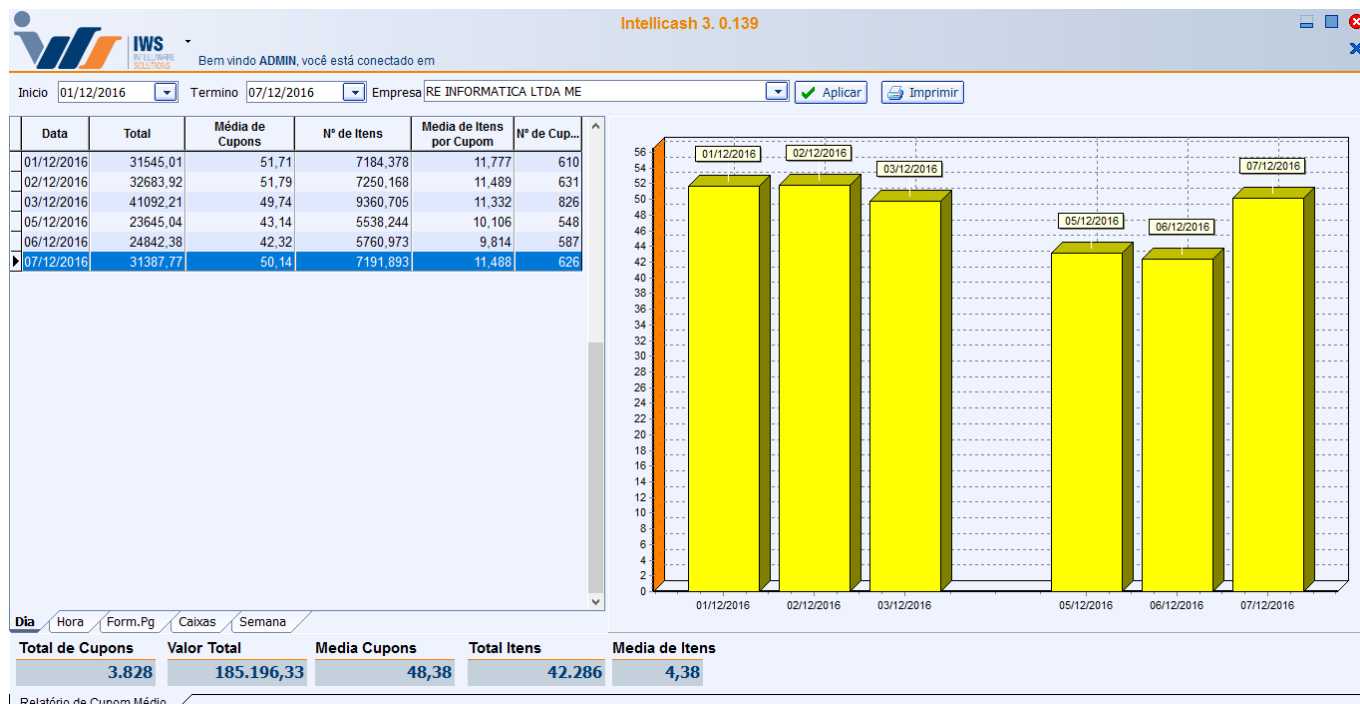 Intellicash 3. 0.139
IWS
INTELLIWARE
SOLUTIONS
Bem vindo ADMIN, você está conectado em
Inicio 01/12/2016 Termino 07/12/2016 Empresa RE INFORMATICA LTDA ME Aplicar Imprimir
Data Total Média de Cupons Nº de Itens Media de Itens por Cupom Nº de Cup...
01/12/2016 31545,01 51,71 7184,378 11,777 610
02/12/2016 32683,92 51,79 7250,168 11,489 631
03/12/2016 41092,21 49,74 9360,705 11,332 826
05/12/2016 23645,04 43,14 5538,244 10,106 548
06/12/2016 24842,38 42,32 5760,973 9,814 587
07/12/2016 31387,77 50,14 7191,893 11,488 626
56
54
52
50
48
46
44
42
40
38
36
34
32
30
28
26
24
22
20
18
16
14
12
10
8
6
4
2
0
01/12/2016 02/12/2016 03/12/2016 05/12/2016 06/12/2016 07/12/2016
01/12/2016 02/12/2016 03/12/2016 05/12/2016 06/12/2016 07/12/2016
Dia Hora Form.Pg Caixas Semana
Total de Cupons Valor Total Media Cupons Total Itens Media de Itens
3.828 185.196,33 48,38 42.286 4,38
Relatório de Cupom Médio